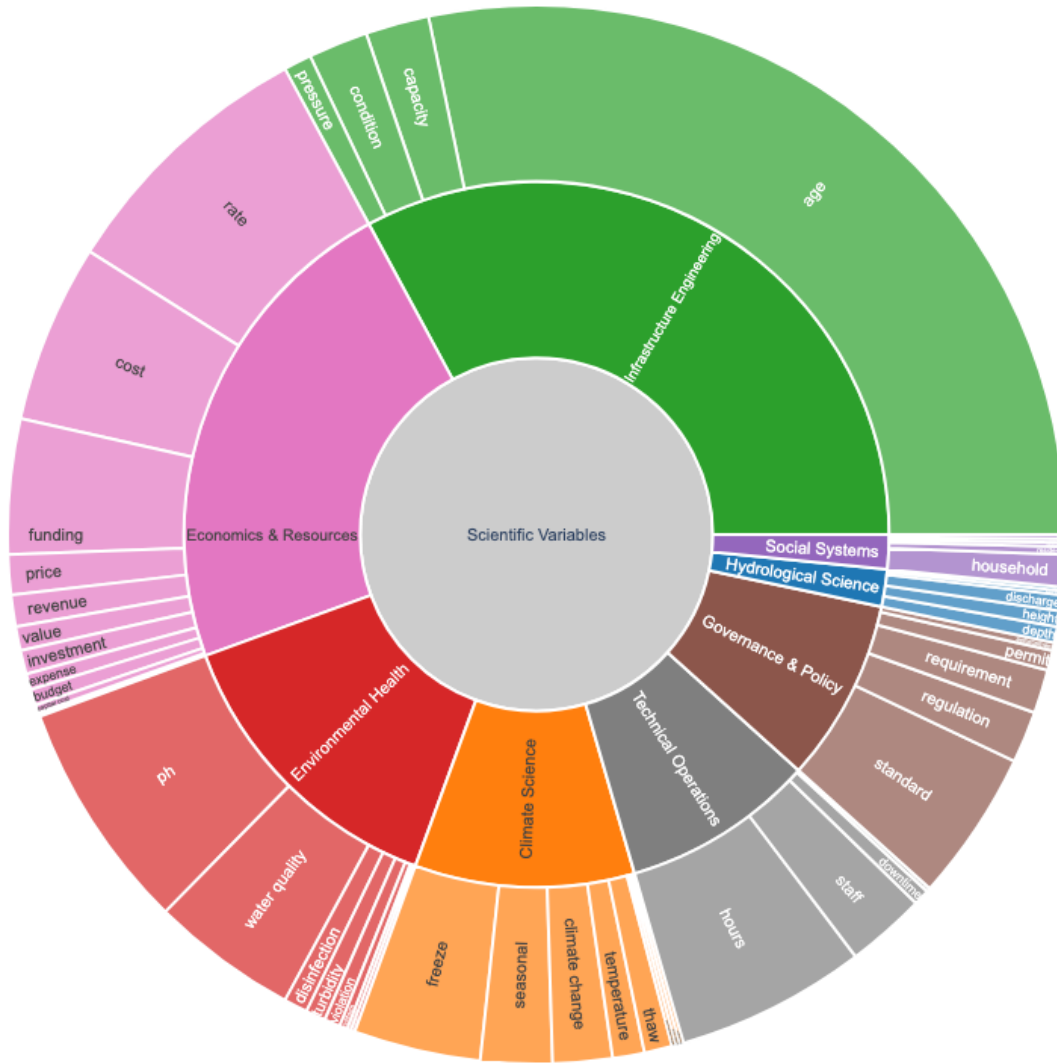 pressure
condition
capacity
age
rate
cost
funding
price
revenue
value
investment
expense
budget
Infrastructure Engineering
Economics & Resources
Scientific Variables
Social Systems
Hydrological Science
Governance & Policy
Technical Operations
Climate Science
Environmental Health
household
discharge
height
depth
permit
requirement
regulation
standard
downtime
staff
hours
thaw
temperature
climate change
seasonal
freeze
violation
urbidity
disinfection
water quality
ph